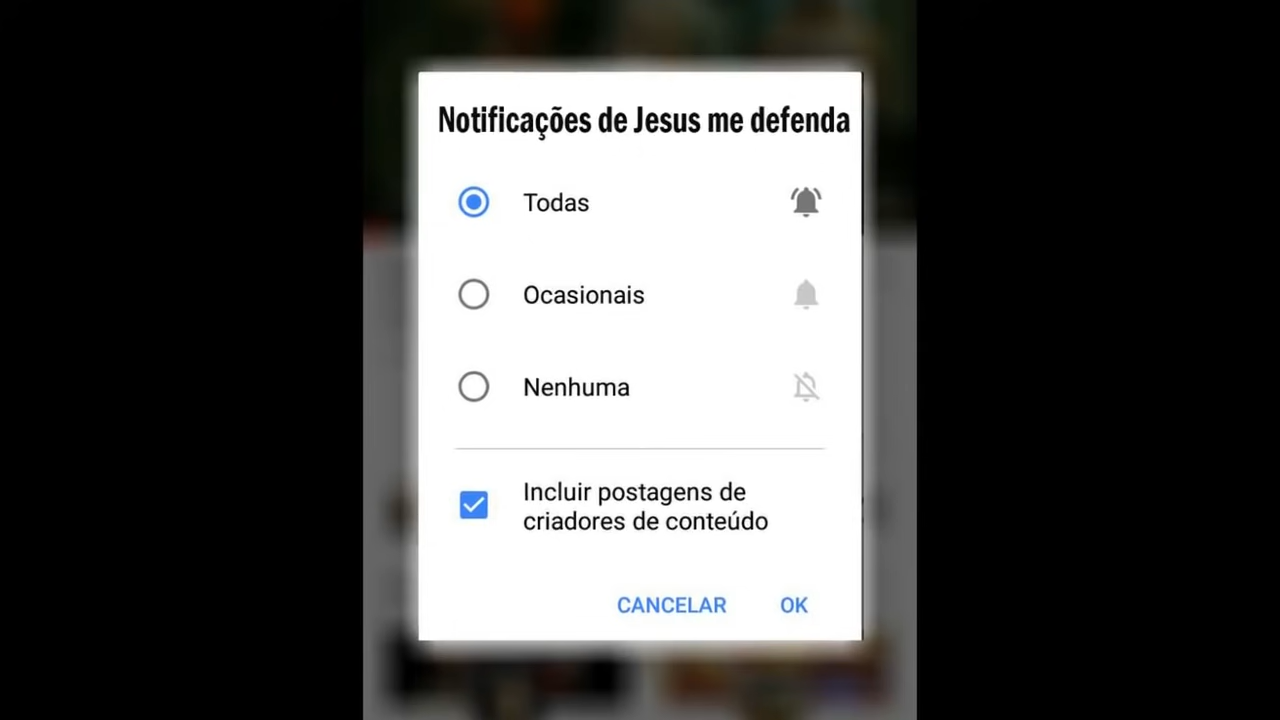 Notificações de Jesus me defenda
Todas
Ocasionais
Nenhuma
Incluir postagens de
criadores de conteúdo
CANCELAR OK